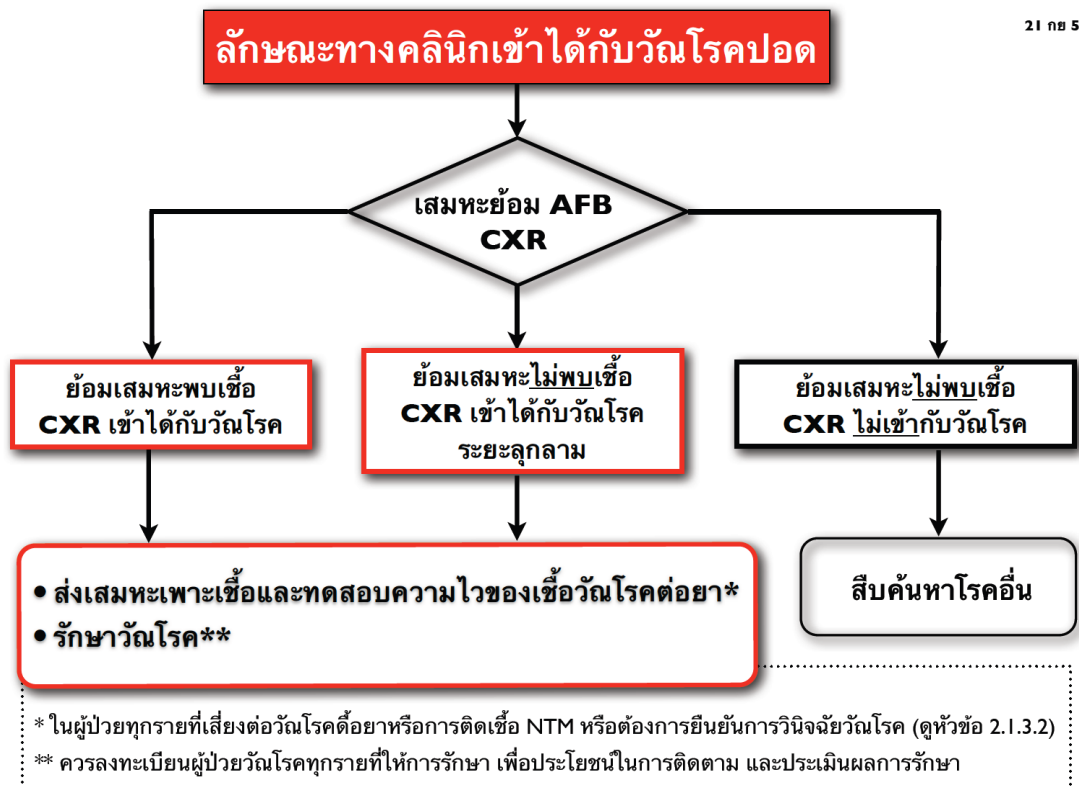 21 กย 5
ลักษณะทางคลินิกเข้าได้กับวัณโรคปอด
เสมหะย้อม AFB
CXR
ย้อมเสมหะพบเชื้อ
CXR เข้าได้กับวัณโรค
ย้อมเสมหะไม่พบเชื้อ
CXR เข้าได้กับวัณโรค
ระยะลุกลาม
ย้อมเสมหะไม่พบเชื้อ
CXR ไม่เข้ากับวัณโรค
• ส่งเสมหะเพาะเชื้อและทดสอบความไวของเชื้อวัณโรคต่อยา*
• รักษาวัณโรค**
สืบค้นหาโรคอื่น
* ในผู้ป่วยทุกรายที่เสี่ยงต่อวัณโรคดื้อยาหรือการติดเชื้อ NTM หรือต้องการยืนยันการวินิจฉัยวัณโรค (ดูหัวข้อ 2.1.3.2)
** ควรลงทะเบียนผู้ป่วยวัณโรคทุกรายที่ให้การรักษา เพื่อประโยชน์ในการติดตาม และประเมินผลการรักษา